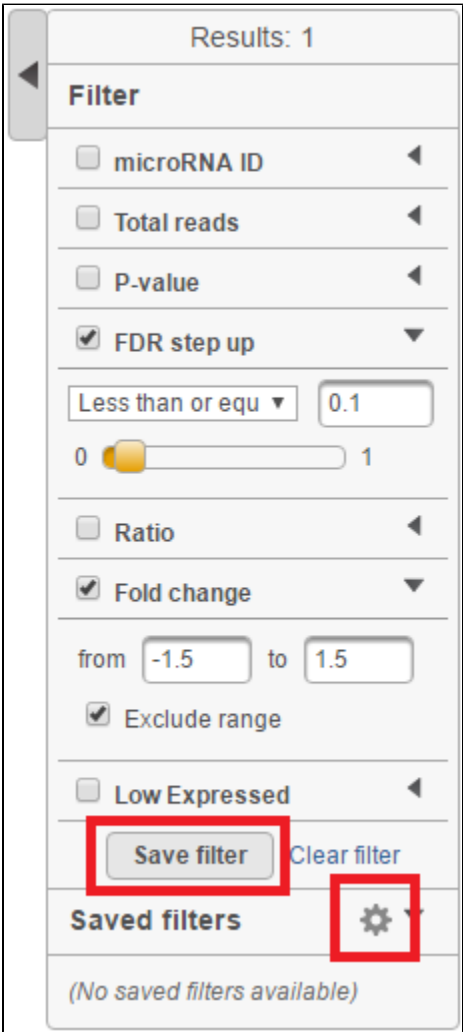 Results: 1
Filter
microRNA ID
Total reads
P-value
FDR step up
Less than or equ 0.1
0 1
Ratio
Fold change
from -1.5 to 1.5
Exclude range
Low Expressed
Save filter Clear filter
Saved filters
(No saved filters available)